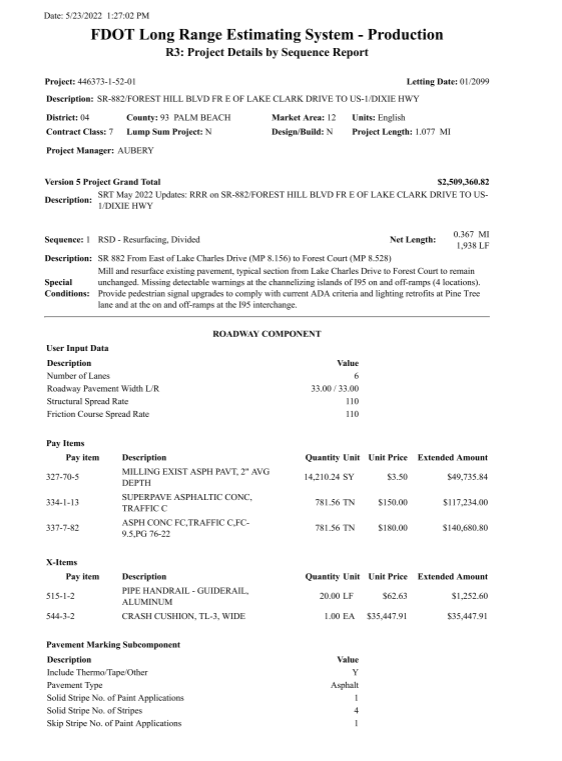 Date: 5/23/2022 1:27:02 PM
FDOT Long Range Estimating System - Production
R3: Project Details by Sequence Report
Project: 446373-1-52-01 Letting Date: 01/2099
Description: SR-882/FOREST HILL BLVD FR E OF LAKE CLARK DRIVE TO US-1/DIXIE HWY
District: 04 County: 93 PALM BEACH Market Area: 12 Units: English
Contract Class: 7 Lump Sum Project: N Design/Build: N Project Length: 1.077 MI
Project Manager: AUBERY
Version 5 Project Grand Total $2,509,360.82
Description: SRT May 2022 Updates: RRR on SR-882/FOREST HILL BLVD FR E OF LAKE CLARK DRIVE TO US-
1/DIXIE HWY
Sequence: 1 RSD - Resurfacing, Divided Net Length: 0.367 MI
1,938 LF
Description: SR 882 From East of Lake Charles Drive (MP 8.156) to Forest Court (MP 8.528)
Special Conditions: Mill and resurface existing pavement, typical section from Lake Charles Drive to Forest Court to remain
unchanged. Missing detectable warnings at the channelizing islands of I95 on and off-ramps (4 locations).
Provide pedestrian signal upgrades to comply with current ADA criteria and lighting retrofits at Pine Tree
lane and at the on and off-ramps at the I95 interchange.
ROADWAY COMPONENT
User Input Data
Description Value
Number of Lanes 6
Roadway Pavement Width L/R 33.00 / 33.00
Structural Spread Rate 110
Friction Course Spread Rate 110
Pay Items
Pay item Description Quantity Unit Unit Price Extended Amount
327-70-5 MILLING EXIST ASPH PAVT, 2" AVG DEPTH 14,210.24 SY $3.50 $49,735.84
334-1-13 SUPERPAVE ASPHALTIC CONC, TRAFFIC C 781.56 TN $150.00 $117,234.00
337-7-82 ASPH CONC FC,TRAFFIC C,FC-9.5,PG 76-22 781.56 TN $180.00 $140,680.80
X-Items
Pay item Description Quantity Unit Unit Price Extended Amount
515-1-2 PIPE HANDRAIL - GUIDERAIL, ALUMINUM 20.00 LF $62.63 $1,252.60
544-3-2 CRASH CUSHION, TL-3, WIDE 1.00 EA $35,447.91 $35,447.91
Pavement Marking Subcomponent
Description Value
Include Thermo/Tape/Other Y
Pavement Type Asphalt
Solid Stripe No. of Paint Applications 1
Solid Stripe No. of Stripes 4
Skip Stripe No. of Paint Applications 1